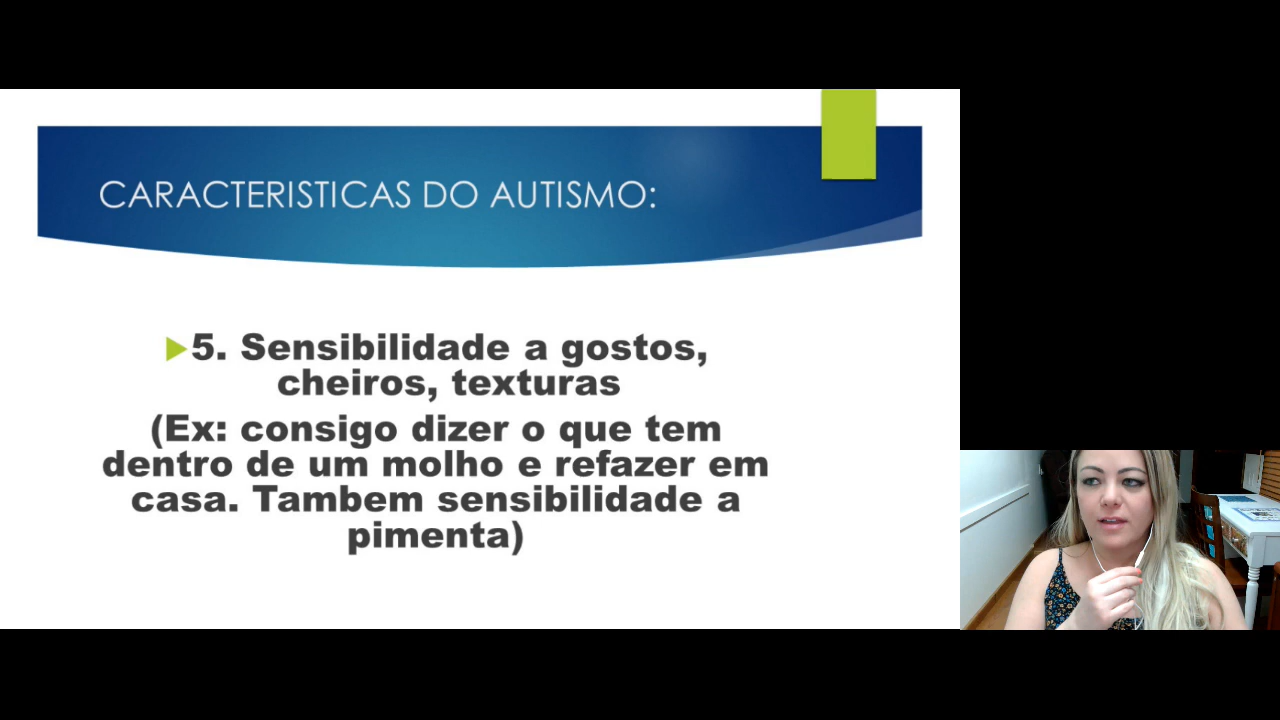 CARACTERISTICAS DO AUTISMO:
5. Sensibilidade a gostos,
cheiros, texturas
(Ex: consigo dizer o que tem
dentro de um molho e refazer em
casa. Tambem sensibilidade a
pimenta)